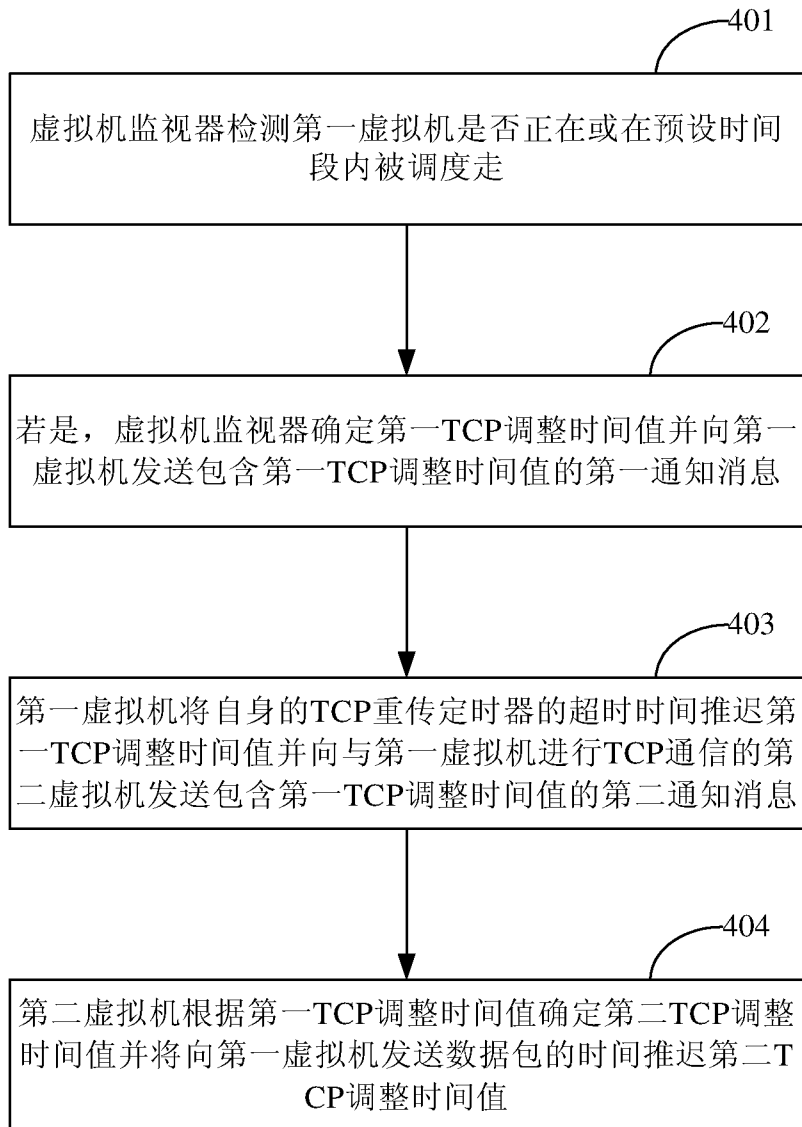 401
虚拟机监视器检测第一虚拟机是否正在或在预设时间
段内被调度走
402
若是，虚拟机监视器确定第一TCP调整时间值并向第一
虚拟机发送包含第一TCP调整时间值的第一通知消息
403
第一虚拟机将自身的TCP重传定时器的超时时间推迟第
一TCP调整时间值并向与第一虚拟机进行TCP通信的第
二虚拟机发送包含第一TCP调整时间值的第二通知消息
404
第二虚拟机根据第一TCP调整时间值确定第二TCP调整
时间值并将向第一虚拟机发送数据包的时间推迟第二T
CP调整时间值